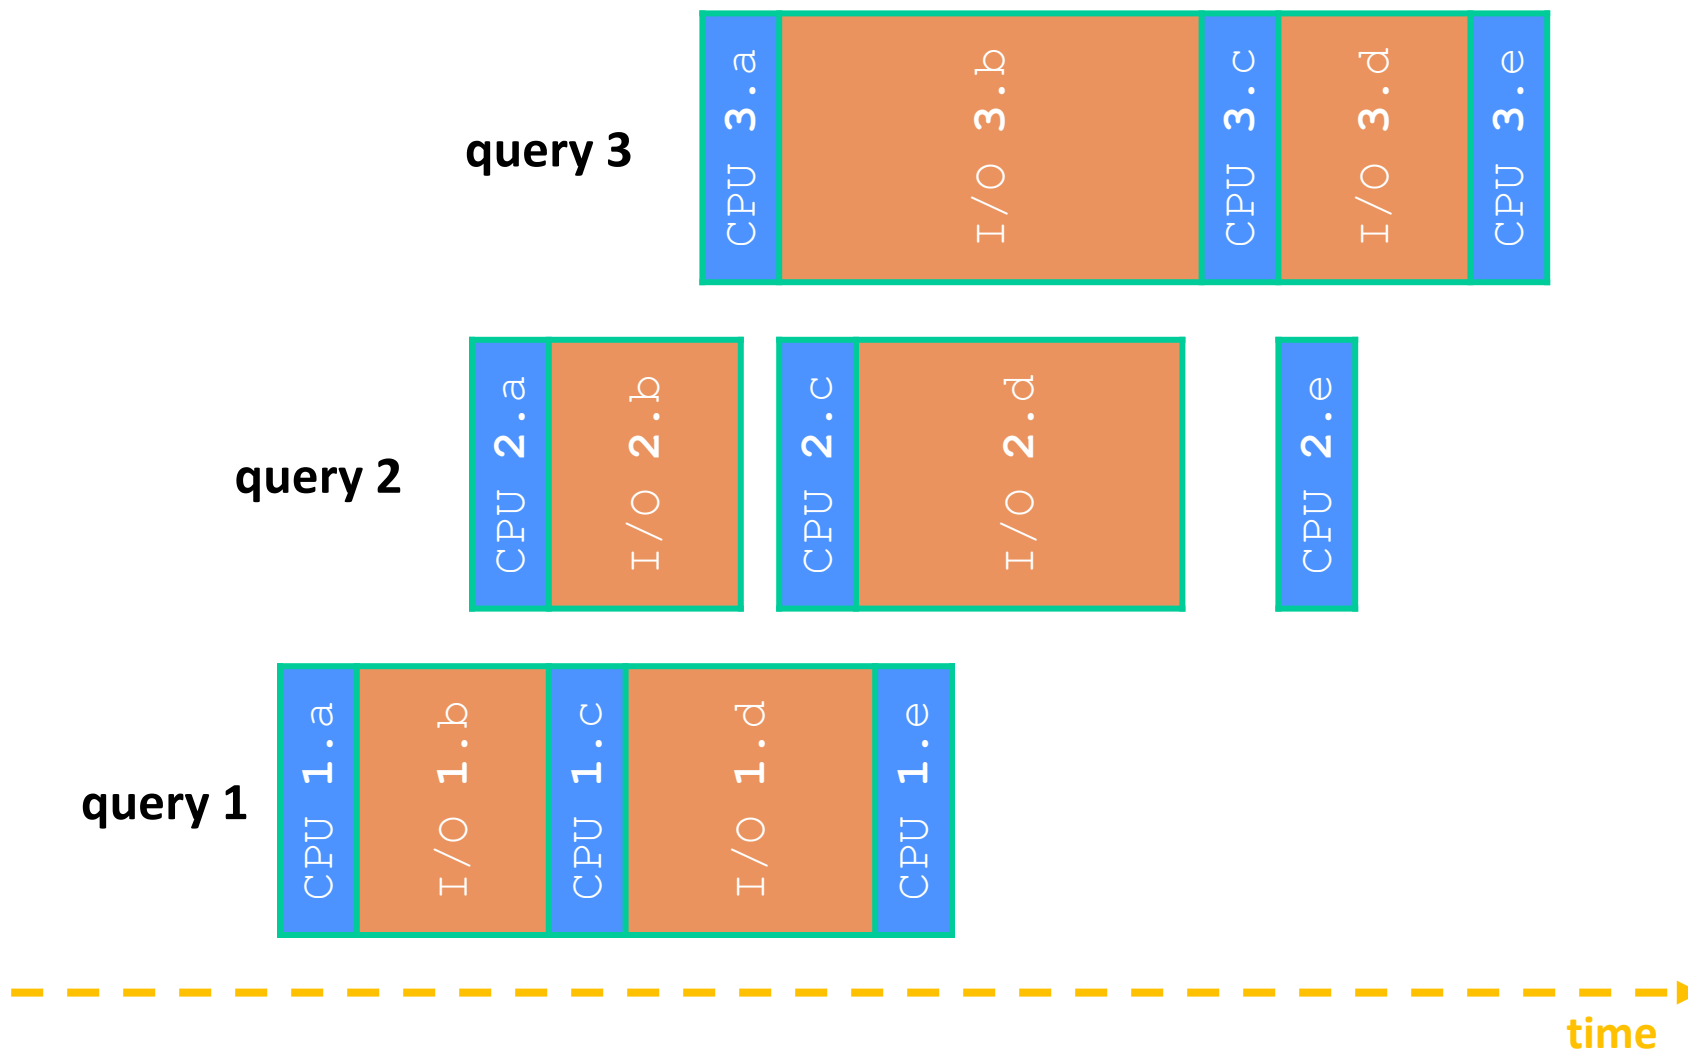 query 3
CPU 3.a
I/O 3.b
CPU 3.c
I/O 3.d
CPU 3.e
query 2
CPU 2.a
I/O 2.b
CPU 2.c
I/O 2.d
CPU 2.e
query 1
CPU 1.a
I/O 1.b
CPU 1.c
I/O 1.d
CPU 1.e
time